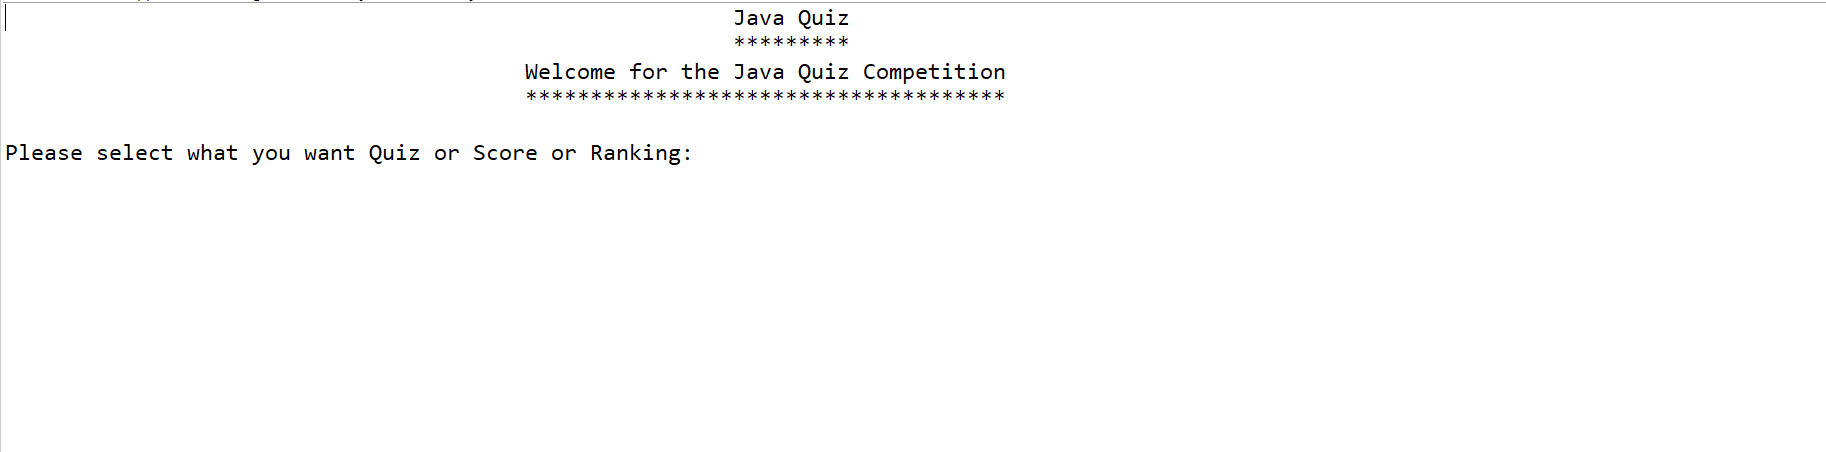 Java Quiz
*********
Welcome for the Java Quiz Competition
*************************************
Please select what you want Quiz or Score or Ranking: